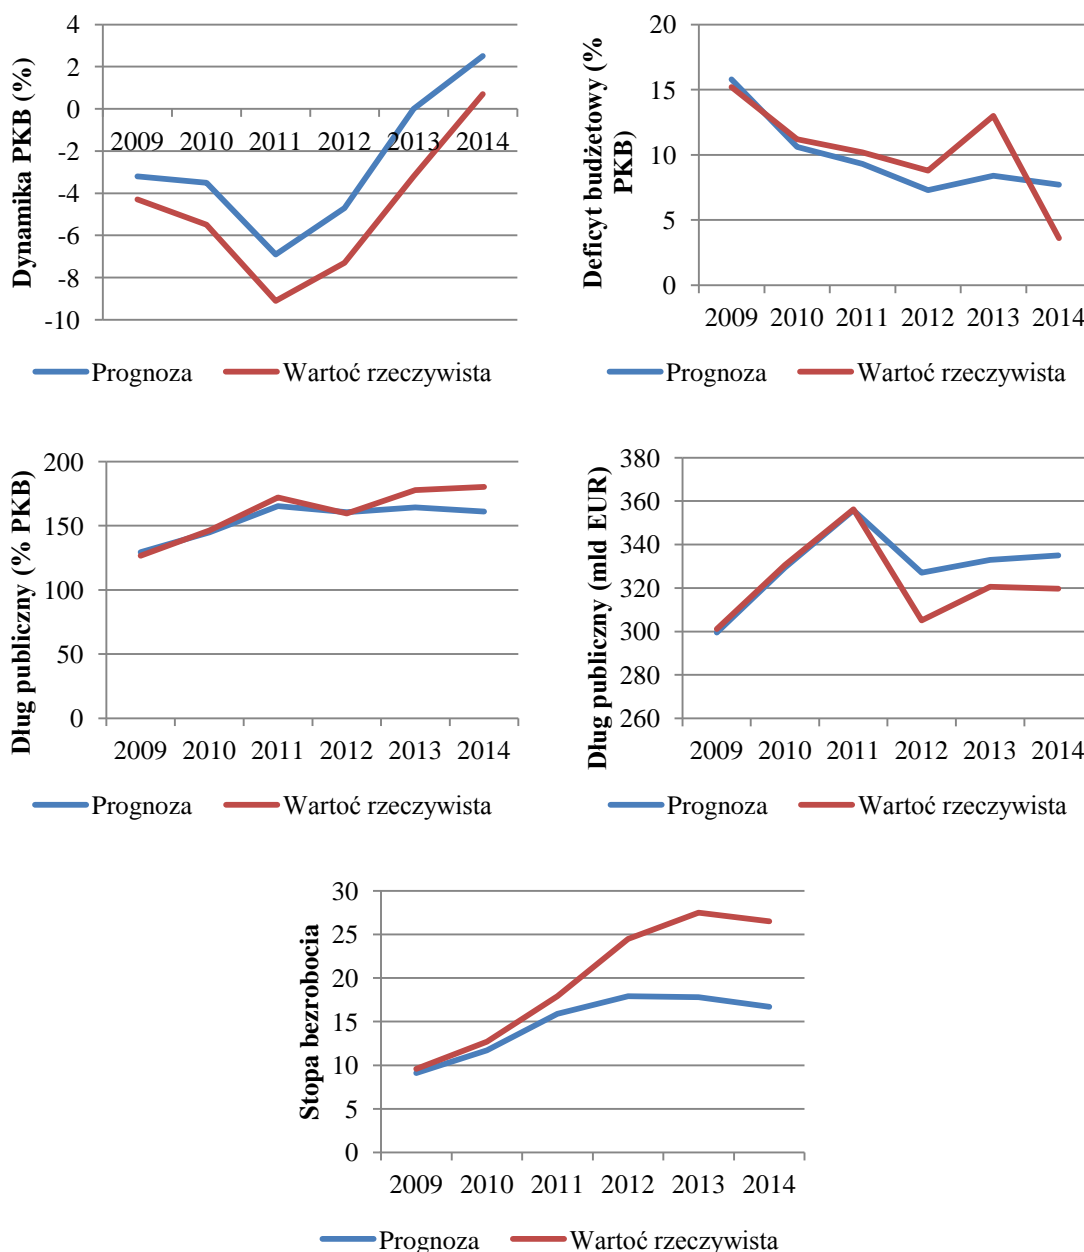 Dynamika PKB (%)
4
2
0
-2
-4
-6
-8
-10
2009 2010 2011 2012 2013 2014
Prognoza Wartoć rzeczywista
Deficyt budżetowy (%
PKB)
20
15
10
5
0
2009 2010 2011 2012 2013 2014
Prognoza Wartoć rzeczywista
Dług publiczny (% PKB)
200
150
100
50
0
2009 2010 2011 2012 2013 2014
Prognoza Wartoć rzeczywista
Dług publiczny (mld EUR)
380
360
340
320
300
280
260
2009 2010 2011 2012 2013 2014
Prognoza Wartoć rzeczywista
Stopa bezrobocia
30
25
20
15
10
5
0
2009 2010 2011 2012 2013 2014
Prognoza Wartoć rzeczywista